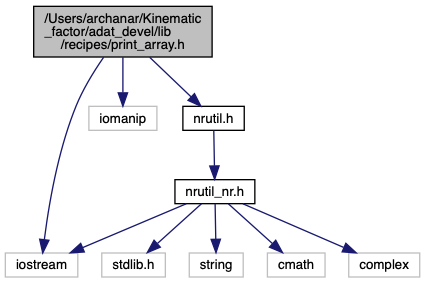 /Users/archanar/Kinematic
_factor/adat_devel/lib
/recipes/print_array.h
iomanip
nrutil.h
nrutil_nr.h
iostream
stdlib.h
string
cmath
complex